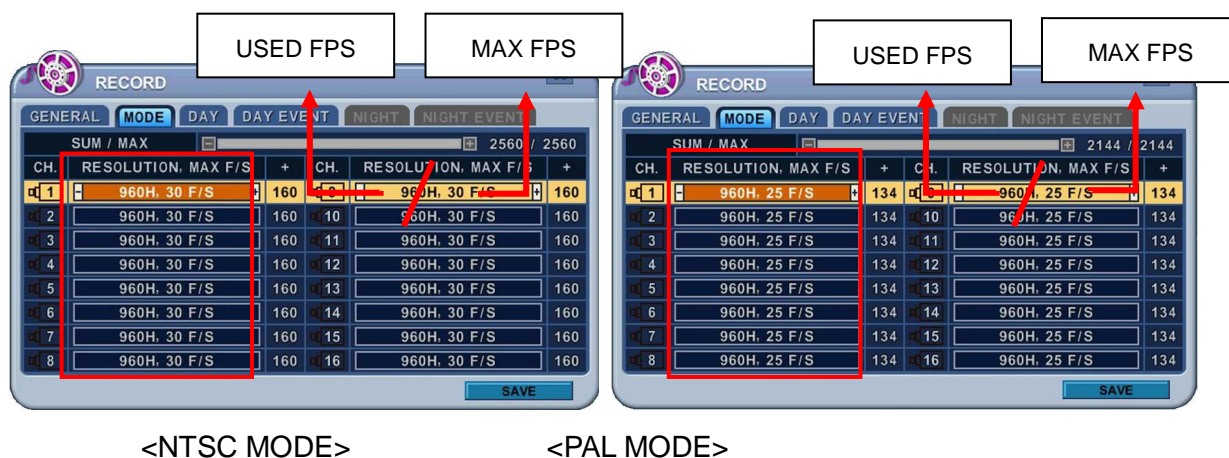 USED FPS MAX FPS
RECORD
GENERAL MODE DAY DAY EVENT NIGHT NIGHT EVENT
SUM / MAX 2560 / 2560
CH. RESOLUTION, MAX F/S + CH. RESOLUTION, MAX F/S +
1 - 960H, 30 F/S + 160 9 960H, 30 F/S + 160
2 960H, 30 F/S 160 10 960H, 30 F/S 160
3 960H, 30 F/S 160 11 960H, 30 F/S 160
4 960H, 30 F/S 160 12 960H, 30 F/S 160
5 960H, 30 F/S 160 13 960H, 30 F/S 160
6 960H, 30 F/S 160 14 960H, 30 F/S 160
7 960H, 30 F/S 160 15 960H, 30 F/S 160
8 960H, 30 F/S 160 16 960H, 30 F/S 160
SAVE
<NTSC MODE>
USED FPS MAX FPS
RECORD
GENERAL MODE DAY DAY EVENT NIGHT NIGHT EVENT
SUM / MAX 2144 / 2144
CH. RESOLUTION, MAX F/S + CH. RESOLUTION, MAX F/S +
1 - 960H, 25 F/S + 134 9 960H, 25 F/S 134
2 960H, 25 F/S 134 10 960H, 25 F/S 134
3 960H, 25 F/S 134 11 960H, 25 F/S 134
4 960H, 25 F/S 134 12 960H, 25 F/S 134
5 960H, 25 F/S 134 13 960H, 25 F/S 134
6 960H, 25 F/S 134 14 960H, 25 F/S 134
7 960H, 25 F/S 134 15 960H, 25 F/S 134
8 960H, 25 F/S 134 16 960H, 25 F/S 134
SAVE
<PAL MODE>